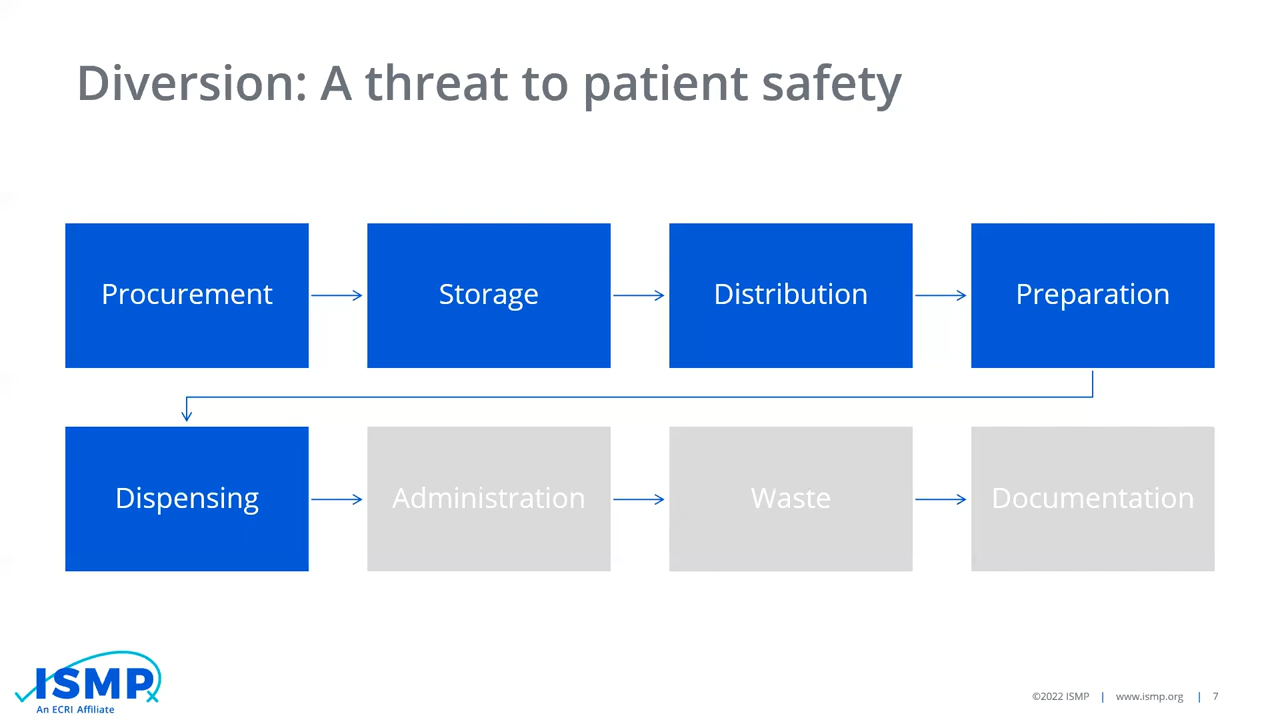 Diversion: A threat to patient safety
Procurement
Storage
Distribution
Preparation
Dispensing
Administration
Waste
Documentation
ISMP
An ECRI Affiliate
©2022 ISMP | www.ismp.org | 7